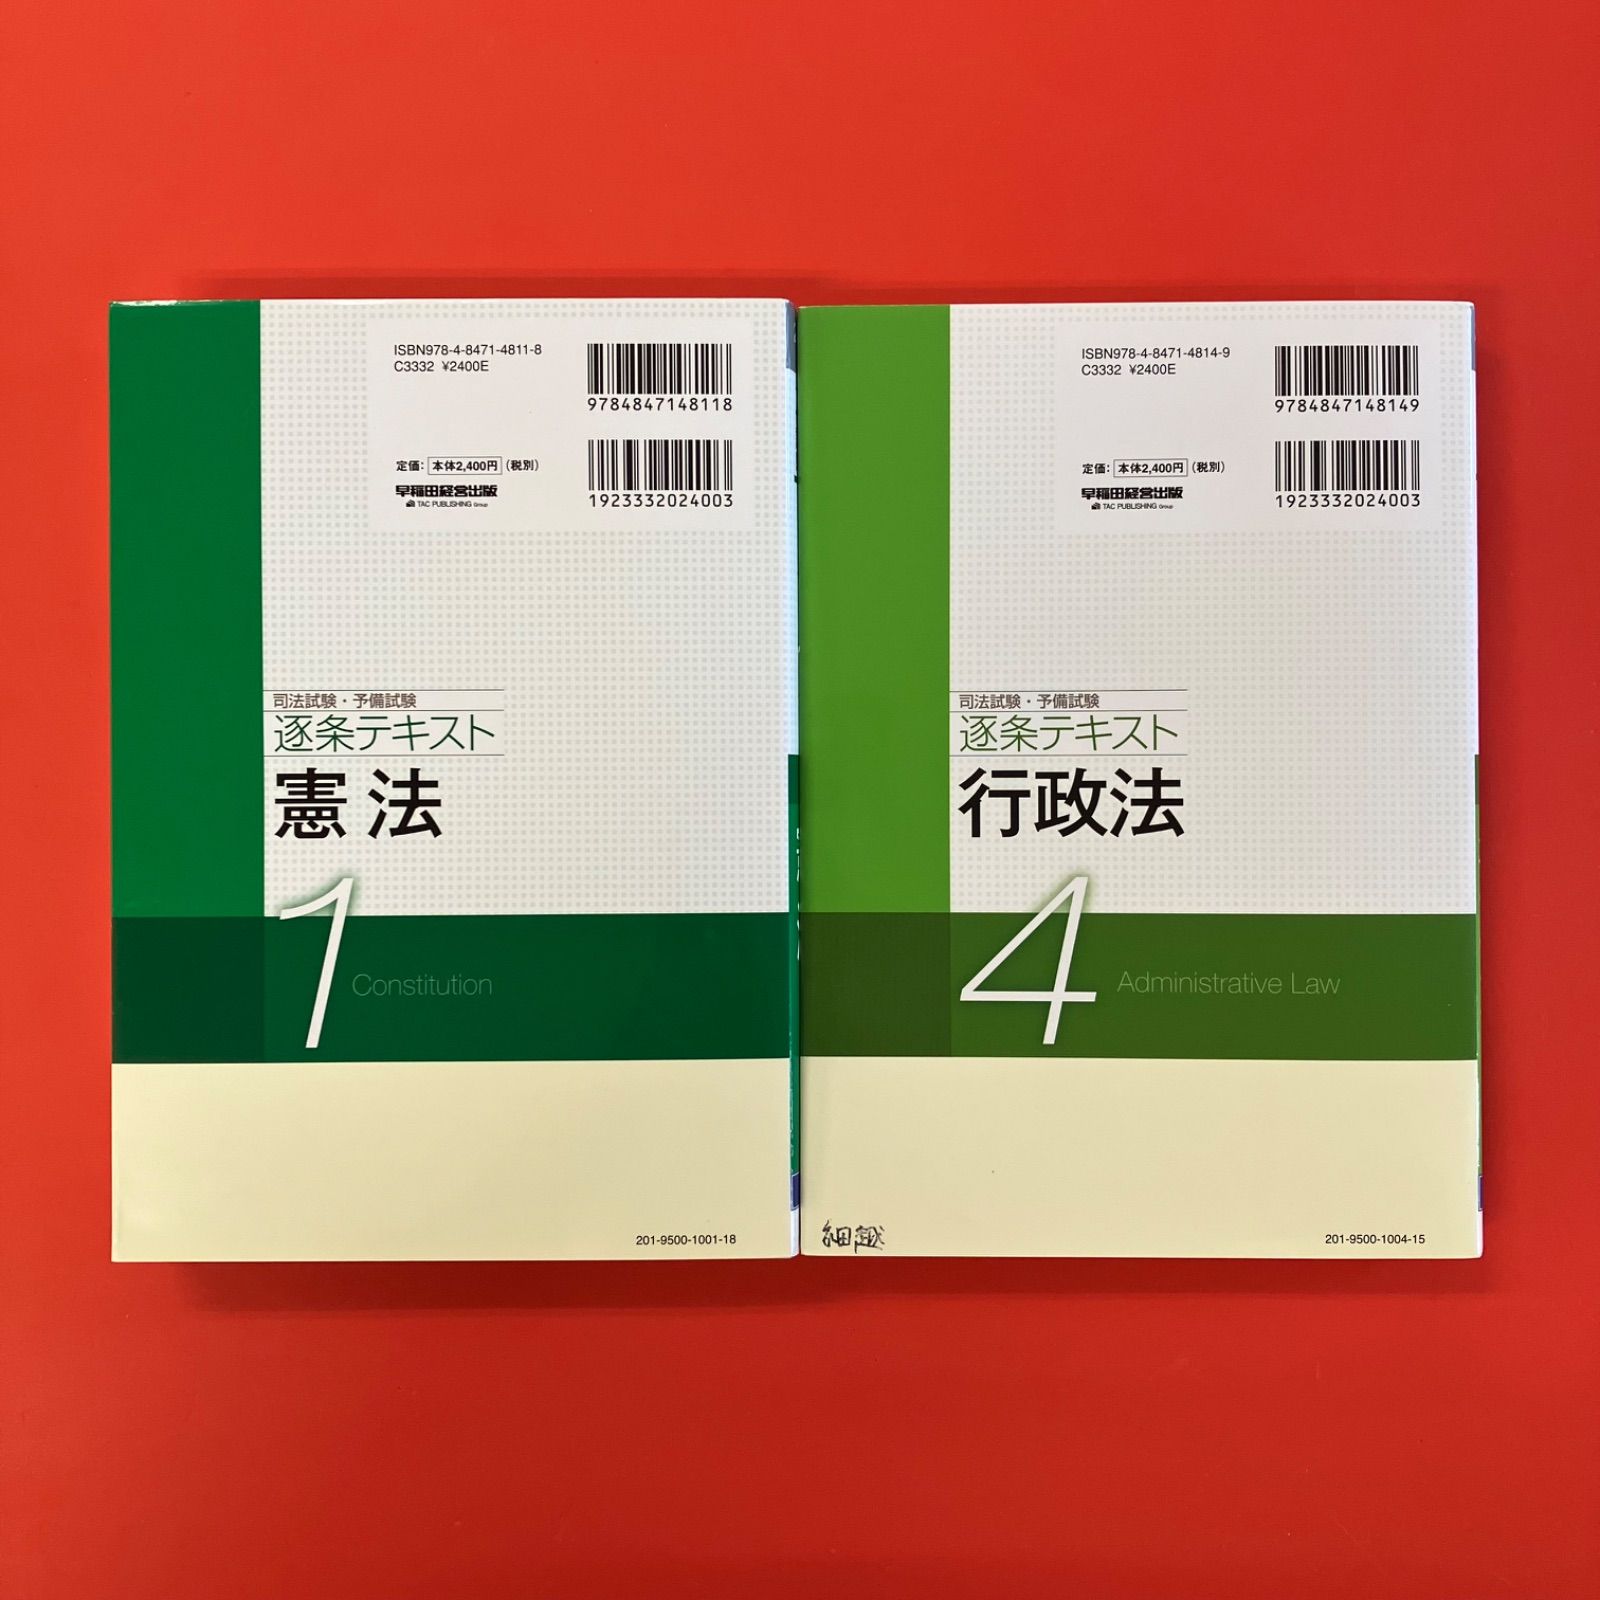 ISBN978-4-8471-4811-8
C3332 ¥2400E
9784847148118
定価: 本体2,400円 (税別)
早稲田経営出版
TAC PUBLISHING Group
1923332024003
司法試験・予備試験
逐条テキスト
憲法
1
Constitution
201-9500-1001-18
ISBN978-4-8471-4814-9
C3332 ¥2400E
9784847148149
定価: 本体2,400円 (税別)
早稲田経営出版
TAC PUBLISHING Group
1923332024003
司法試験・予備試験
逐条テキスト
行政法
4
Administrative Law
細越
201-9500-1004-15